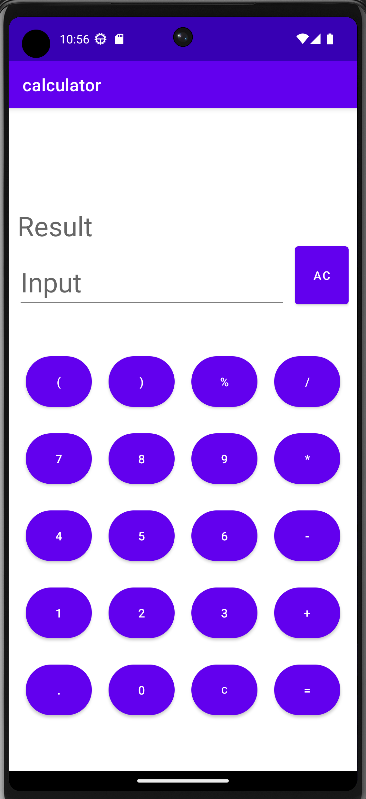 10:56
calculator
Result
Input
AC
( ) % /
7 8 9 *
4 5 6 -
1 2 3 +
. 0 C =